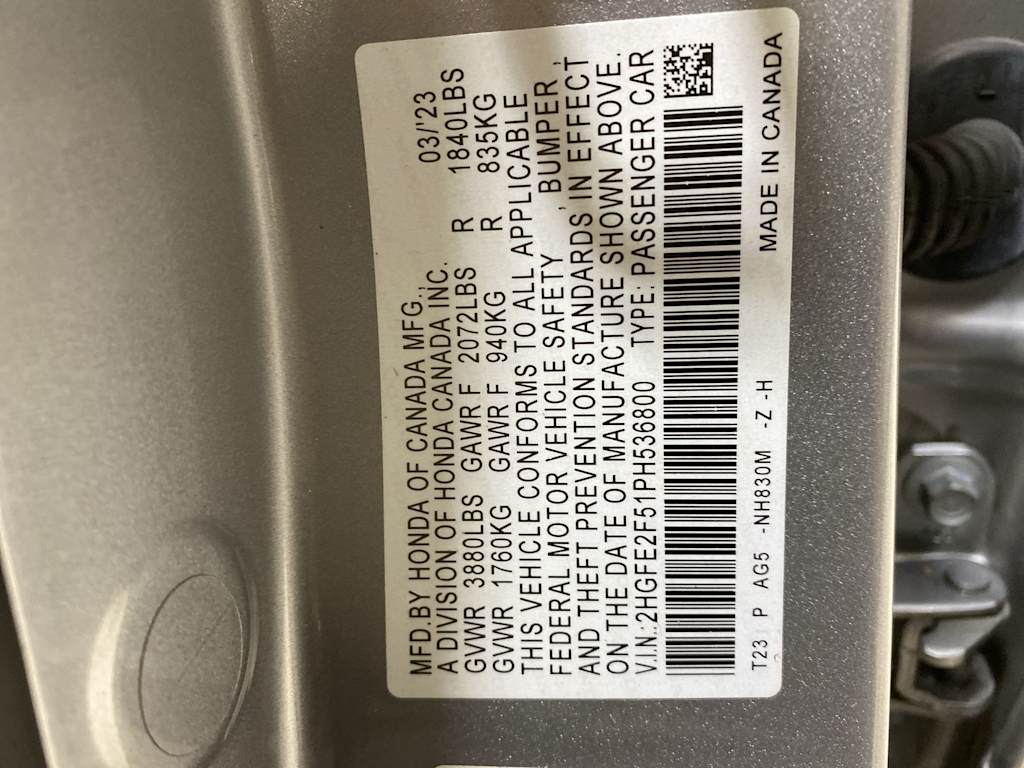 MFD.BY HONDA OF CANADA MFG., 03/'23
A DIVISION OF HONDA CANADA INC.
GVWR 3880LBS GAWR F 2072LBS R 1840LBS
GVWR 1760KG GAWR F 940KG R 835KG
THIS VEHICLE CONFORMS TO ALL APPLICABLE
FEDERAL MOTOR VEHICLE SAFETY, BUMPER,
AND THEFT PREVENTION STANDARDS, IN EFFECT
ON THE DATE OF MANUFACTURE SHOWN ABOVE.
V.I.N.:2HGFE2F51PH536800 TYPE: PASSENGER CAR
T23 P AG5 -NH830M -Z -H MADE IN CANADA